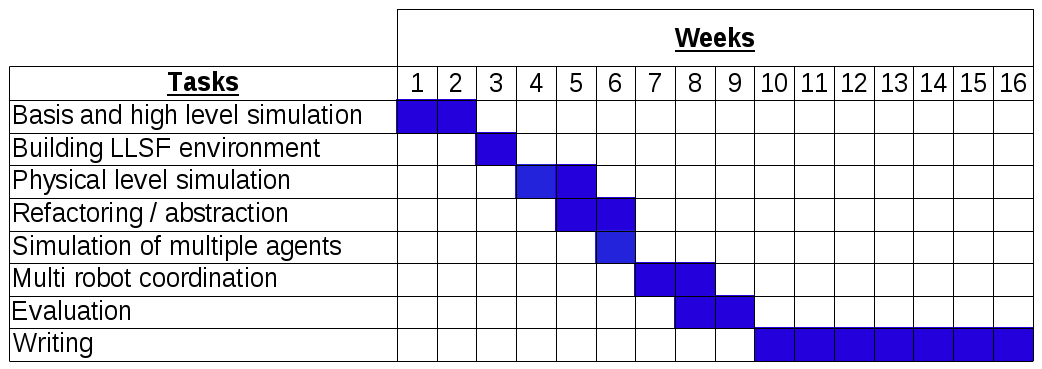 Weeks
Tasks 1 2 3 4 5 6 7 8 9 10 11 12 13 14 15 16
Basis and high level simulation
Building LLSF environment
Physical level simulation
Refactoring / abstraction
Simulation of multiple agents
Multi robot coordination
Evaluation
Writing